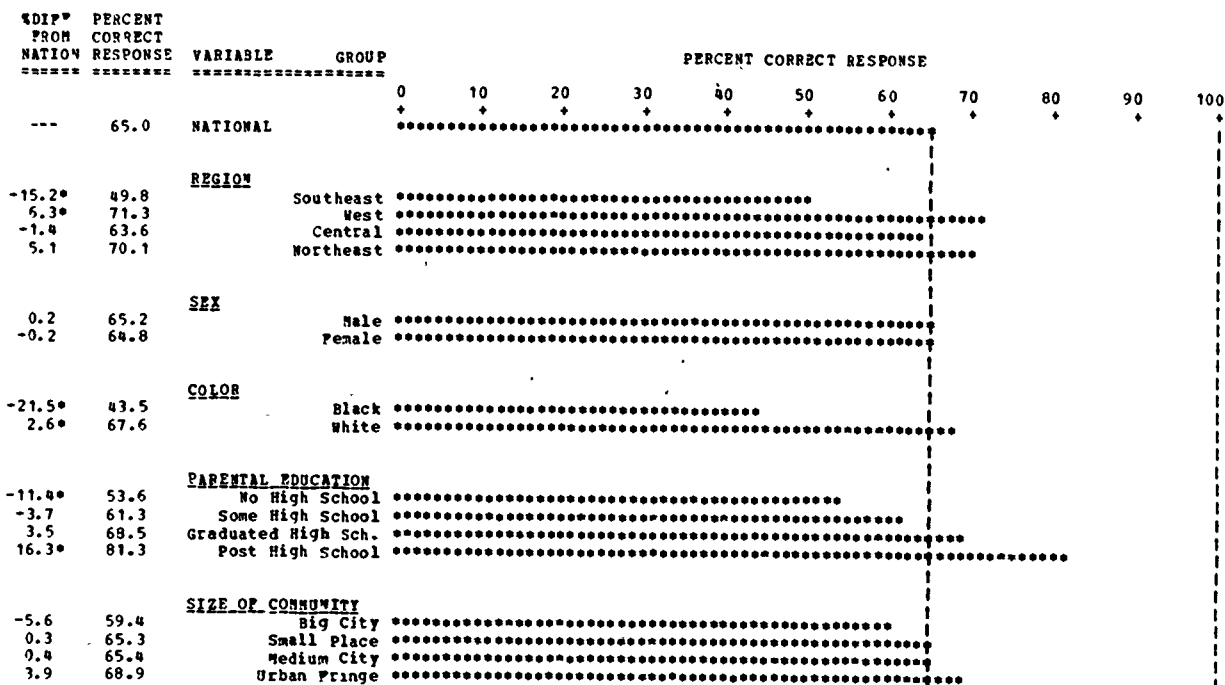 %DIF* PERCENT
FROM CORRECT
NATION RESPONSE VARIABLE GROUP PERCENT CORRECT RESPONSE
0 10 20 30 40 50 60 70 80 90 100
--- 65.0 NATIONAL
REGION
-15.2* 49.8 Southeast
6.3* 71.3 West
-1.4 63.6 Central
5.1 70.1 Northeast
SEX
0.2 65.2 Male
-0.2 64.8 Female
COLOR
-21.5* 43.5 Black
2.6* 67.6 White
PARENTAL EDUCATION
-11.4* 53.6 No High School
-3.7 61.3 Some High School
3.5 68.5 Graduated High Sch.
16.3* 81.3 Post High School
SIZE OF COMMUNITY
-5.6 59.4 Big City
0.3 65.3 Small Place
0.4 65.4 Medium City
3.9 68.9 Urban Fringe